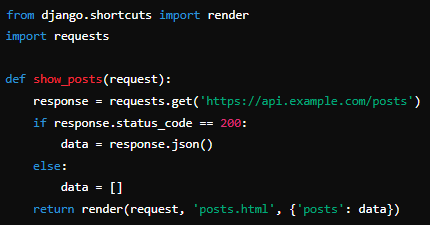 from django.shortcuts import render
import requests

def show_posts(request):
    response = requests.get('https://api.example.com/posts')
    if response.status_code == 200:
        data = response.json()
    else:
        data = []
    return render(request, 'posts.html', {'posts': data})